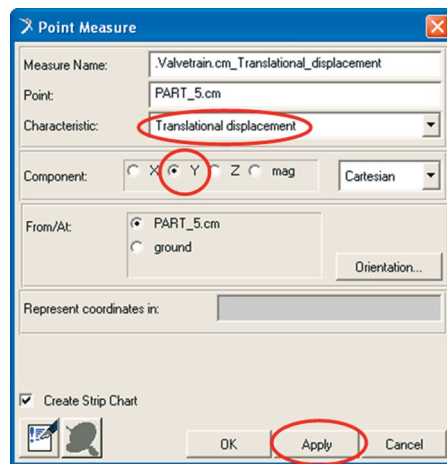 Point Measure
Measure Name: .Valvetrain.cm_Translational_displacement
Point: PART_5.cm
Characteristic: Translational displacement
Component: X Y Z mag Cartesian
From/At: PART_5.cm
ground
Orientation...
Represent coordinates in:
Create Strip Chart
OK Apply Cancel